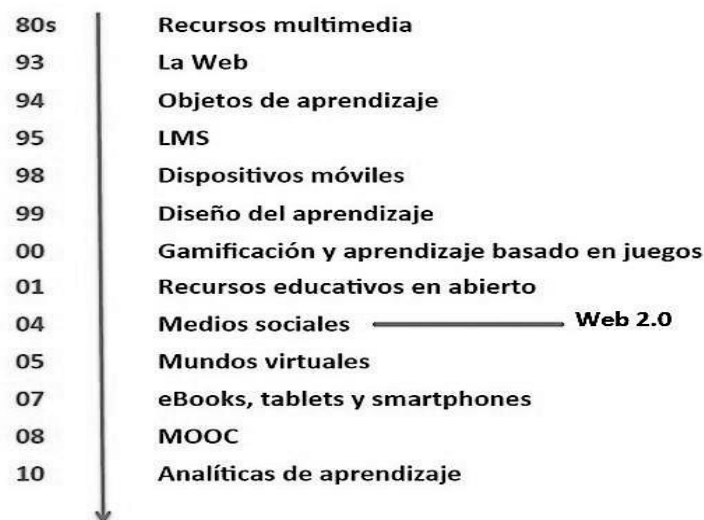 80s Recursos multimedia
93 La Web
94 Objetos de aprendizaje
95 LMS
98 Dispositivos móviles
99 Diseño del aprendizaje
00 Gamificación y aprendizaje basado en juegos
01 Recursos educativos en abierto
04 Medios sociales Web 2.0
05 Mundos virtuales
07 eBooks, tablets y smartphones
08 MOOC
10 Analíticas de aprendizaje